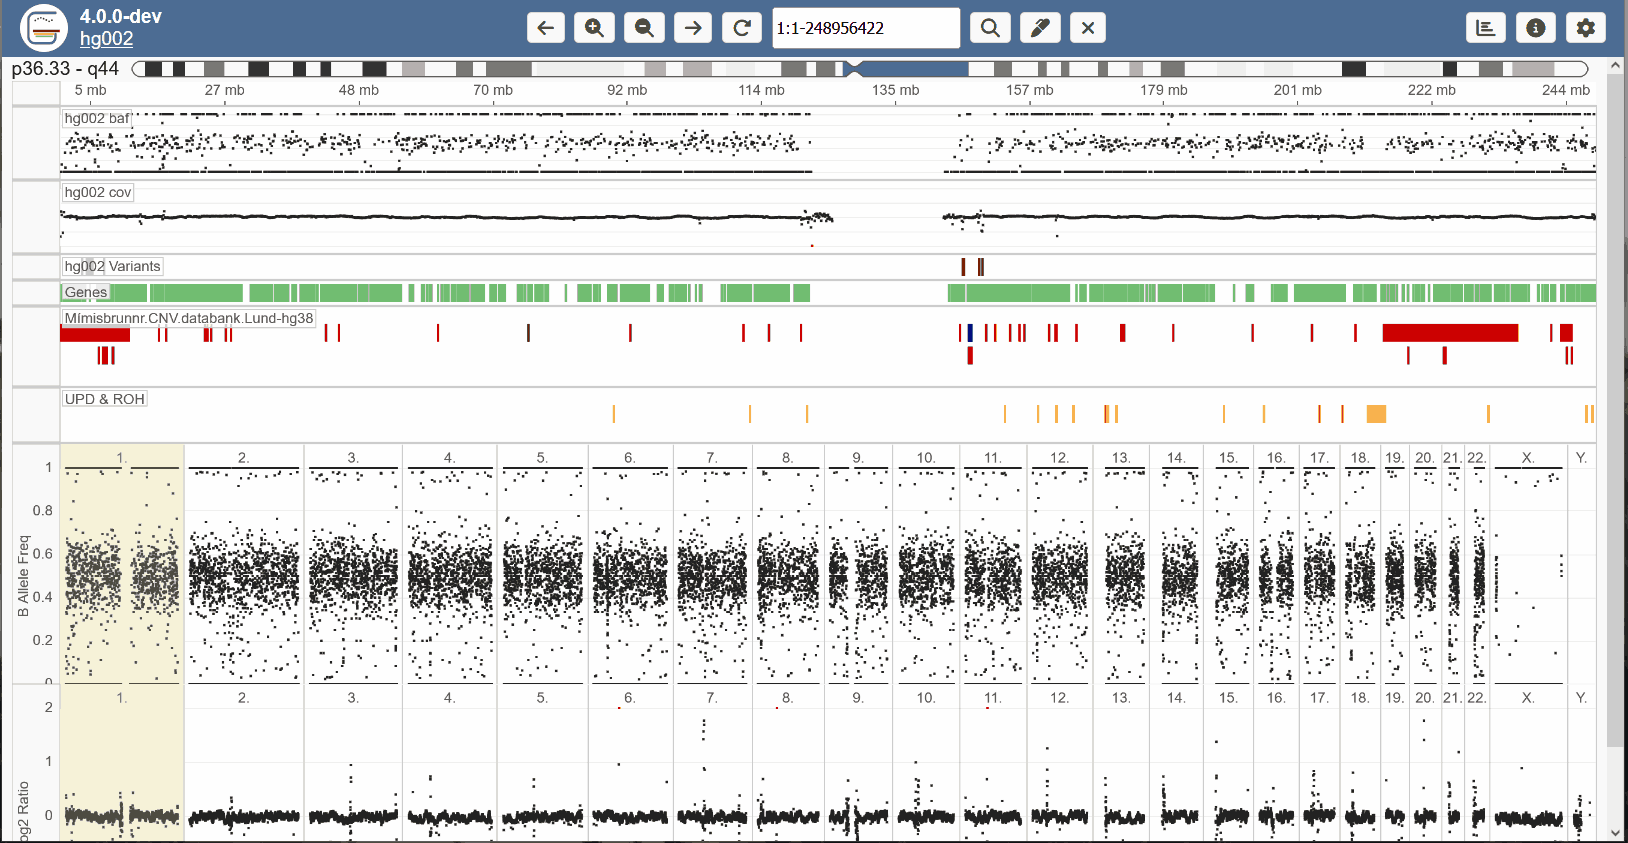 4.0.0-dev
hg002
1:1-248956422
p36.33 - q44
5 mb 27 mb 48 mb 70 mb 92 mb 114 mb 135 mb 157 mb 179 mb 201 mb 222 mb 244 mb
hg002 baf
hg002 cov
hg002 Variants
Genes
Mímisbrunnr.CNV.databank.Lund-hg38
UPD & ROH
1. 2. 3. 4. 5. 6. 7. 8. 9. 10. 11. 12. 13. 14. 15. 16. 17. 18. 19. 20. 21. 22. X. Y.
1
0.8
0.6
0.4
0.2
0
B Allele Freq
1. 2. 3. 4. 5. 6. 7. 8. 9. 10. 11. 12. 13. 14. 15. 16. 17. 18. 19. 20. 21. 22. X. Y.
2
1
0
og2 Ratio